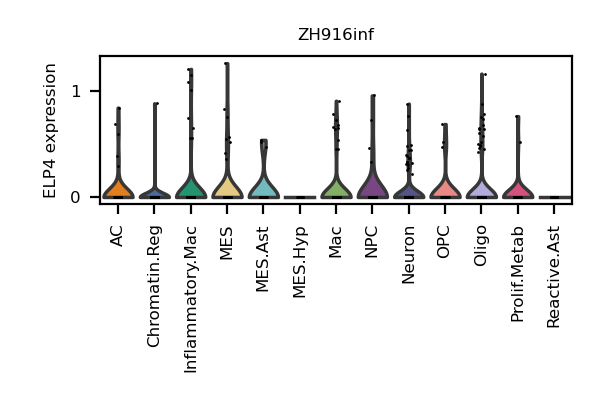 ZH916inf
ELP4 expression
1
0
AC
Chromatin.Reg
Inflammatory.Mac
MES
MES.Ast
MES.Hyp
Mac
NPC
Neuron
OPC
Oligo
Prolif.Metab
Reactive.Ast